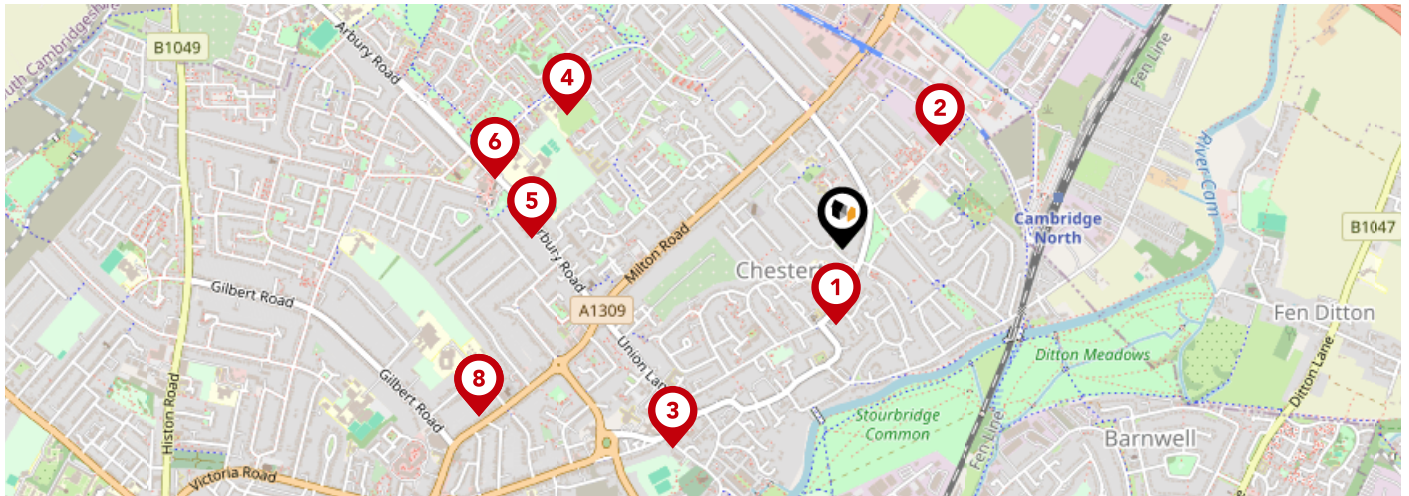 South Cambridgeshire
B1049
Arbury Road
Fen Line
4
2
6
River Cam
5
Cambridge
North
B1047
Arbury Road
Milton Road
Chester
1
Gilbert Road
A1309
Fen Ditton
Union Lane
Ditton Meadows
8
Gilbert Road
Ditton Lane
3
Histon Road
Stourbridge
Common
Fen Line
Barnwell
Victoria Road